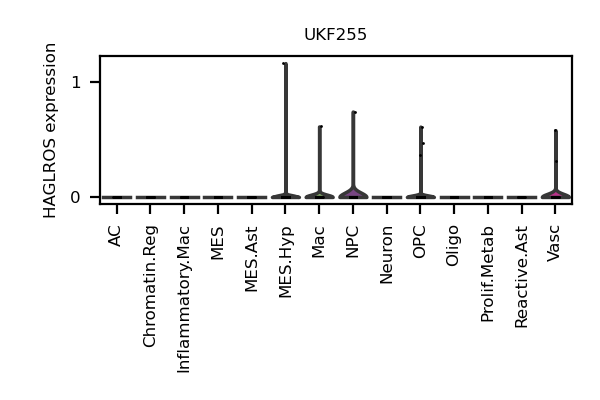 UKF255
HAGLROS expression
1
0
AC
Chromatin.Reg
Inflammatory.Mac
MES
MES.Ast
MES.Hyp
Mac
NPC
Neuron
OPC
Oligo
Prolif.Metab
Reactive.Ast
Vasc